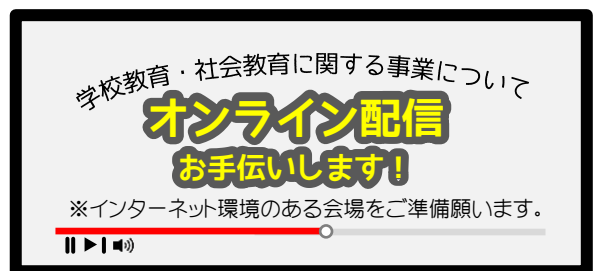 学校教育・社会教育に関する事業について
オンライン配信
お手伝いします！
※インターネット環境のある会場をご準備願います。